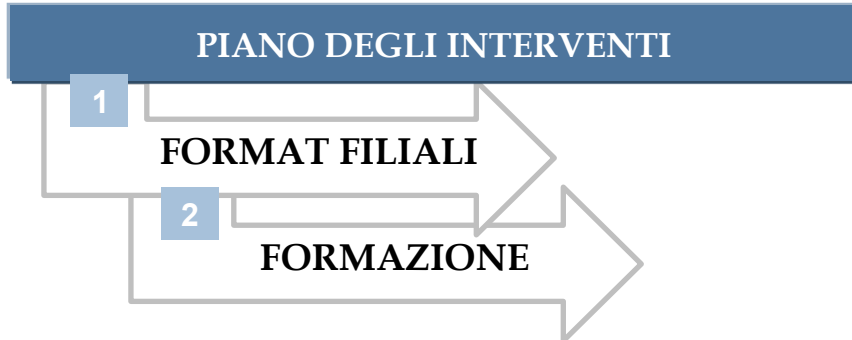 PIANO DEGLI INTERVENTI
1
FORMAT FILIALI
2
FORMAZIONE